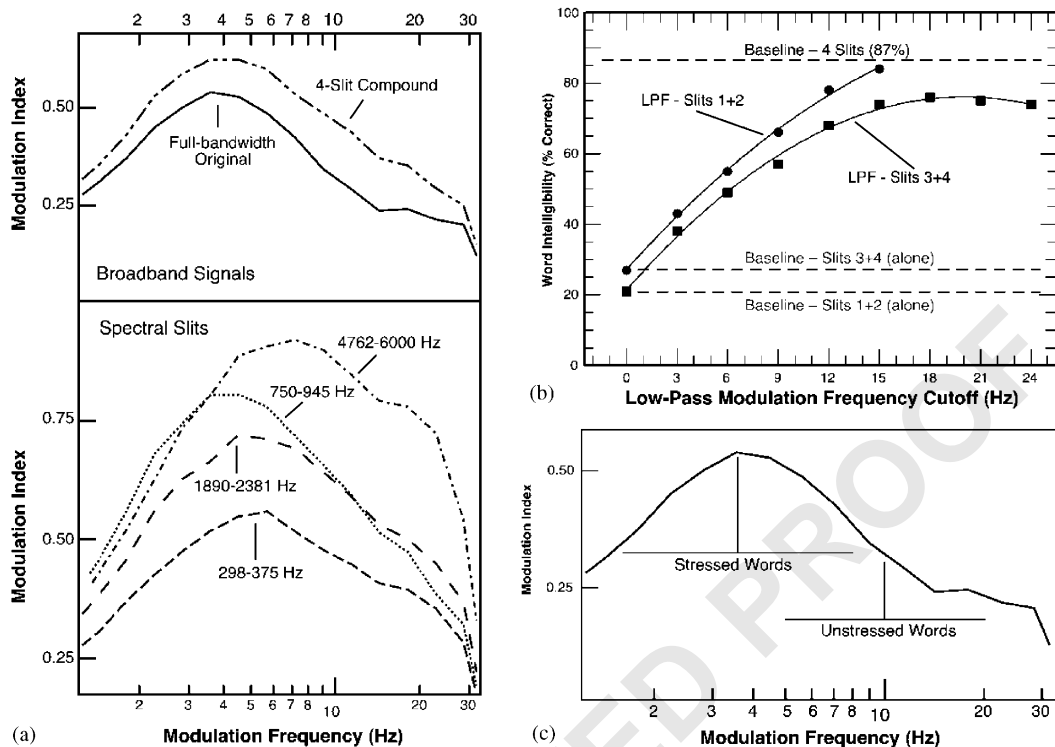 2 3 4 5 6 7 10 20 30
0.50
0.25
Modulation Index
4-Slit Compound
Full-bandwidth
Original
Broadband Signals
Spectral Slits
4762-6000 Hz
750-945 Hz
1890-2381 Hz
298-375 Hz
0.75
0.50
0.25
Modulation Index
2 3 4 5 6 7 8 10 20 30
(a)
Modulation Frequency (Hz)
100
80
60
40
20
0
Word Intelligibility (% Correct)
Baseline – 4 Slits (87%)
LPF - Slits 1+2
LPF - Slits 3+4
Baseline – Slits 3+4 (alone)
Baseline – Slits 1+2 (alone)
0 3 6 9 12 15 18 21 24
(b)
Low-Pass Modulation Frequency Cutoff (Hz)
0.50
0.25
Modulation Index
Stressed Words
Unstressed Words
2 3 4 5 6 7 8 10 20 30
(c)
Modulation Frequency (Hz)
ED PROOF